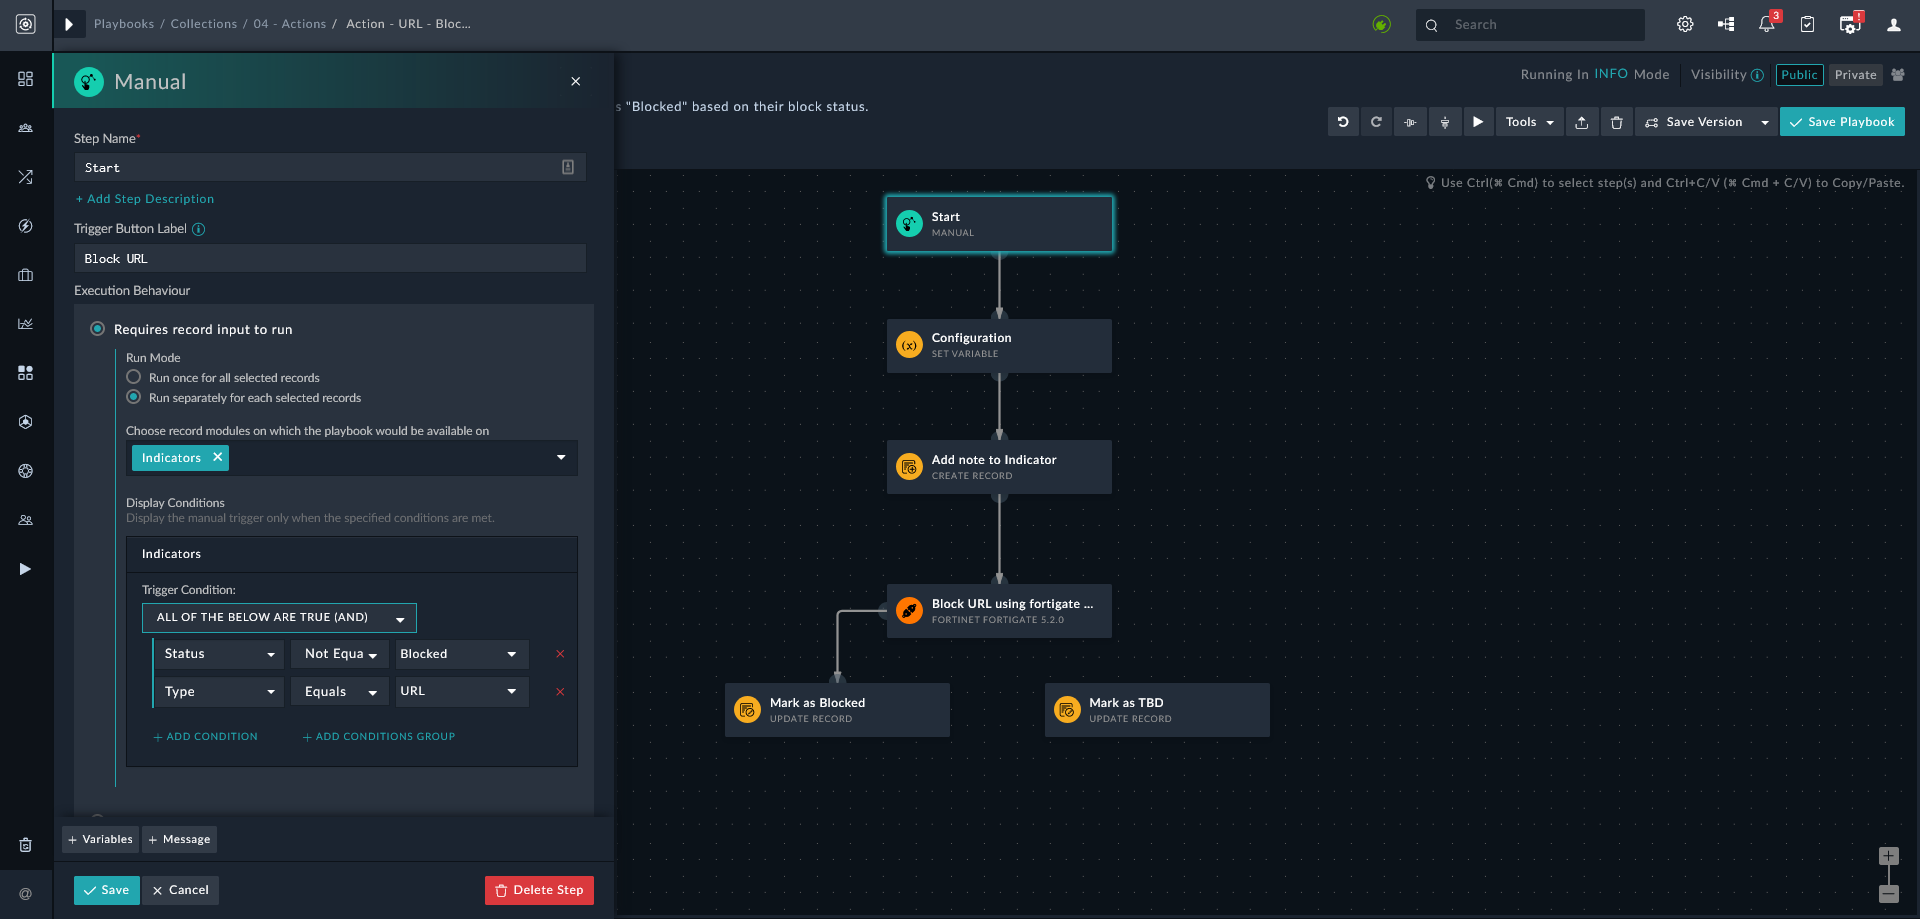 Playbooks / Collections / 04 - Actions / Action - URL - Bloc...
Search
3
!
Manual
Running In INFO Mode
Visibility
Public
Private
s "Blocked" based on their block status.
Tools
Save Version
Save Playbook
Use Ctrl(⌘ Cmd) to select step(s) and Ctrl+C/V (⌘ Cmd + C/V) to Copy/Paste.
Step Name*
Start
+ Add Step Description
Trigger Button Label
Block URL
Execution Behaviour
Requires record input to run
Run Mode
Run once for all selected records
Run separately for each selected records
Choose record modules on which the playbook would be available on
Indicators
Display Conditions
Display the manual trigger only when the specified conditions are met.
Indicators
Trigger Condition:
ALL OF THE BELOW ARE TRUE (AND)
Status Not Equa Blocked
Type Equals URL
+ ADD CONDITION + ADD CONDITIONS GROUP
+ Variables + Message
Save Cancel Delete Step
@
Start
MANUAL
(x)
Configuration
SET VARIABLE
Add note to Indicator
CREATE RECORD
Block URL using fortigate ...
FORTINET FORTIGATE 5.2.0
Mark as Blocked
UPDATE RECORD
Mark as TBD
UPDATE RECORD